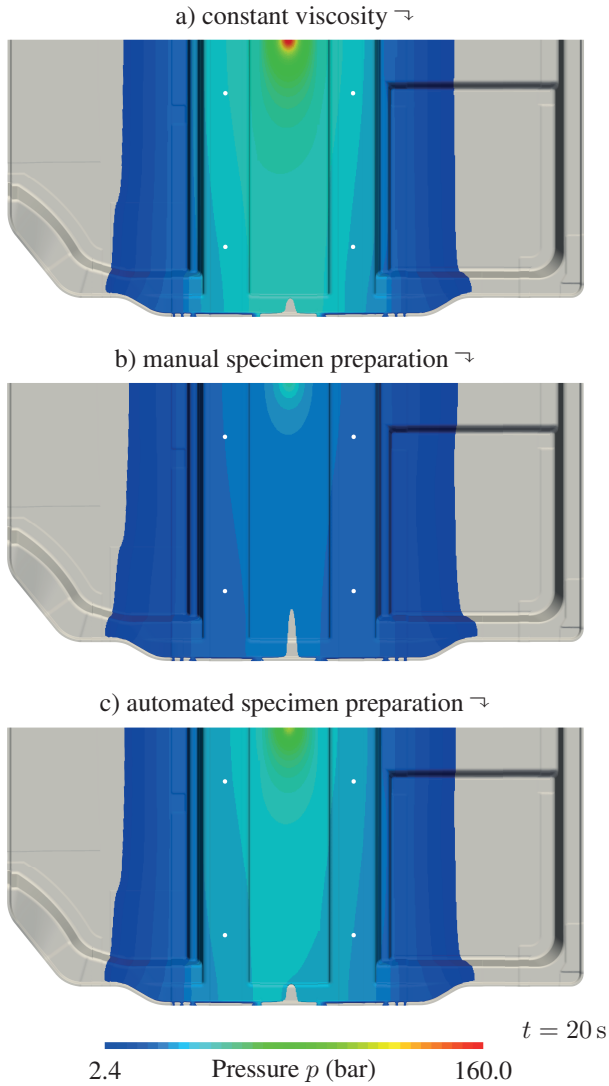 a) constant viscosity
b) manual specimen preparation
c) automated specimen preparation
t = 20 s
2.4 Pressure p (bar) 160.0